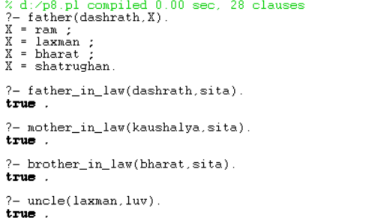 % d:/p8.pl compiled 0.00 sec, 28 clauses
?- father(dashrath,X).
X = ram ;
X = laxman ;
X = bharat ;
X = shatrughan.
?- father_in_law(dashrath,sita).
true .
?- mother_in_law(kaushalya,sita).
true .
?- brother_in_law(bharat,sita).
true .
?- uncle(laxman,luv).
true .